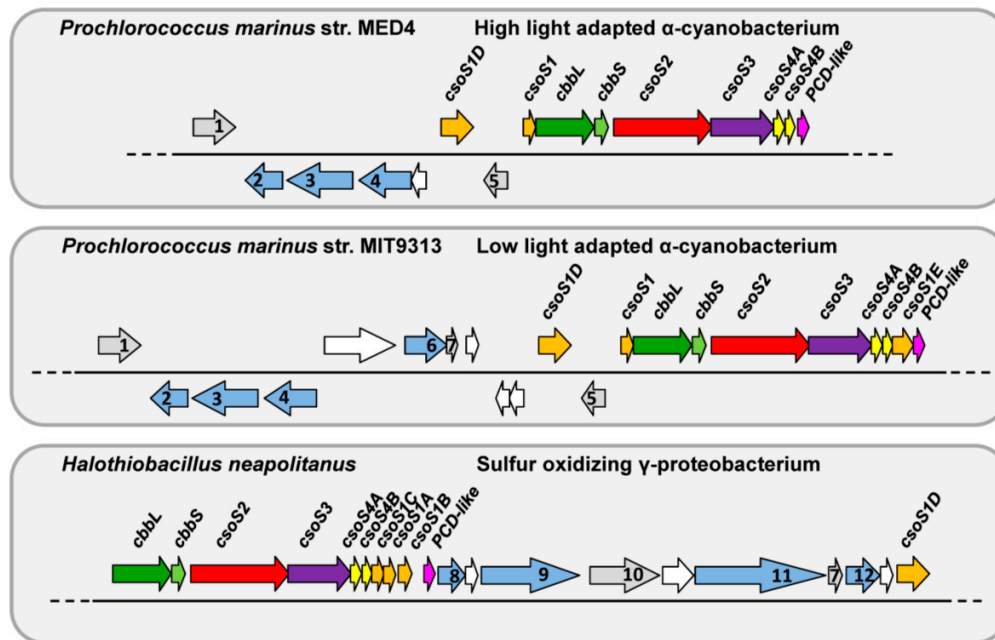 Prochlorococcus marinus str. MED4 High light adapted α-cyanobacterium
csoS1D csoS1 cbbL cbbS csoS2 csoS3 csoS4A csoS4B PCD-like
1
2 3 4 5
Prochlorococcus marinus str. MIT9313 Low light adapted α-cyanobacterium
csoS1D csoS1 cbbL cbbS csoS2 csoS3 csoS4A csoS4B csoS1E PCD-like
1 6 7
2 3 4 5
Halothiobacillus neapolitanus Sulfur oxidizing γ-proteobacterium
cbbL cbbS csoS2 csoS3 csoS4A csoS4B csoS1C csoS1A csoS1B PCD-like csoS1D
8 9 10 11 7 12